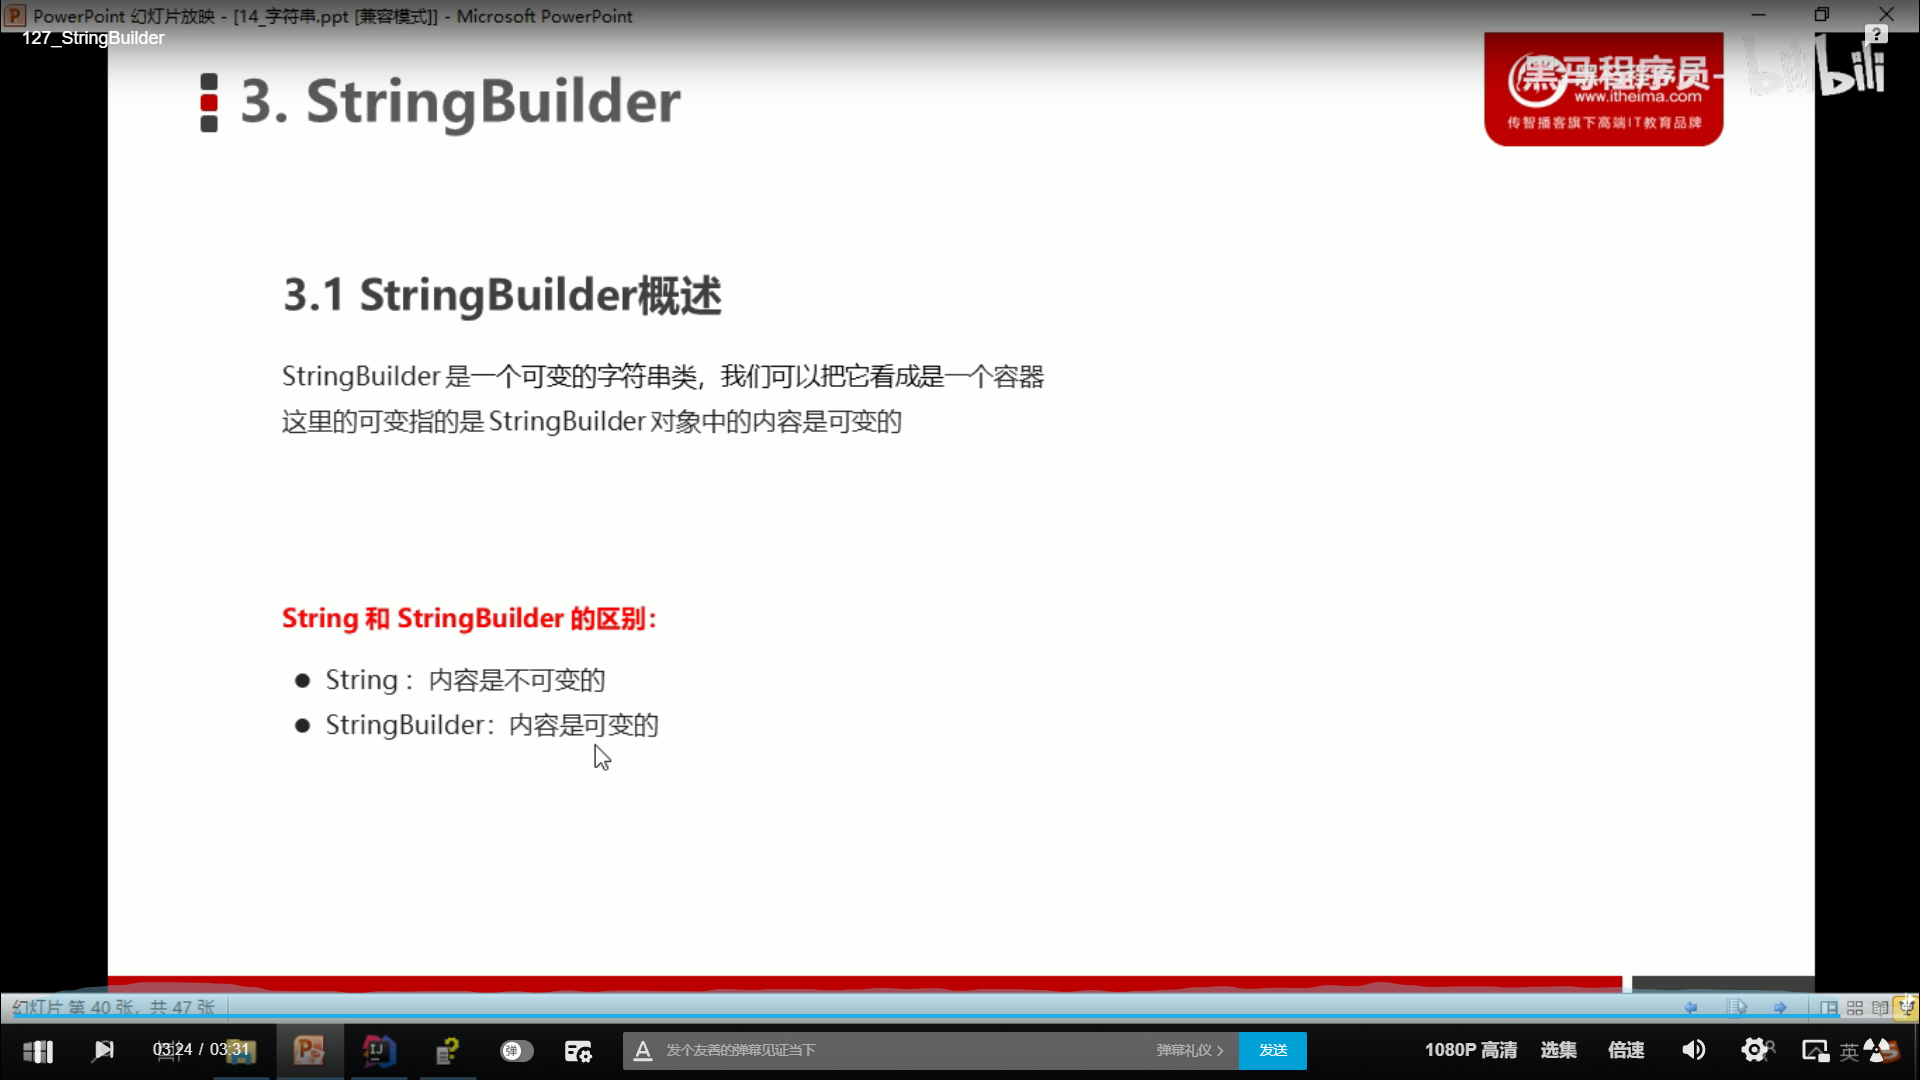 PowerPoint 幻灯片放映 - [14_字符串.ppt [兼容模式]] - Microsoft PowerPoint
127_StringBuilder
3. StringBuilder
黑马程序员-
bilibili
www.itheima.com
传智播客旗下高端IT教育品牌
3.1 StringBuilder概述
StringBuilder 是一个可变的字符串类，我们可以把它看成是一个容器
这里的可变指的是 StringBuilder 对象中的内容是可变的
String 和 StringBuilder 的区别：
● String： 内容是不可变的
● StringBuilder：内容是可变的
幻灯片 第 40 张，共 47 张
03:24 / 03:31
弹
发个友善的弹幕见证当下
弹幕礼仪 >
发送
1080P 高清
选集
倍速
英